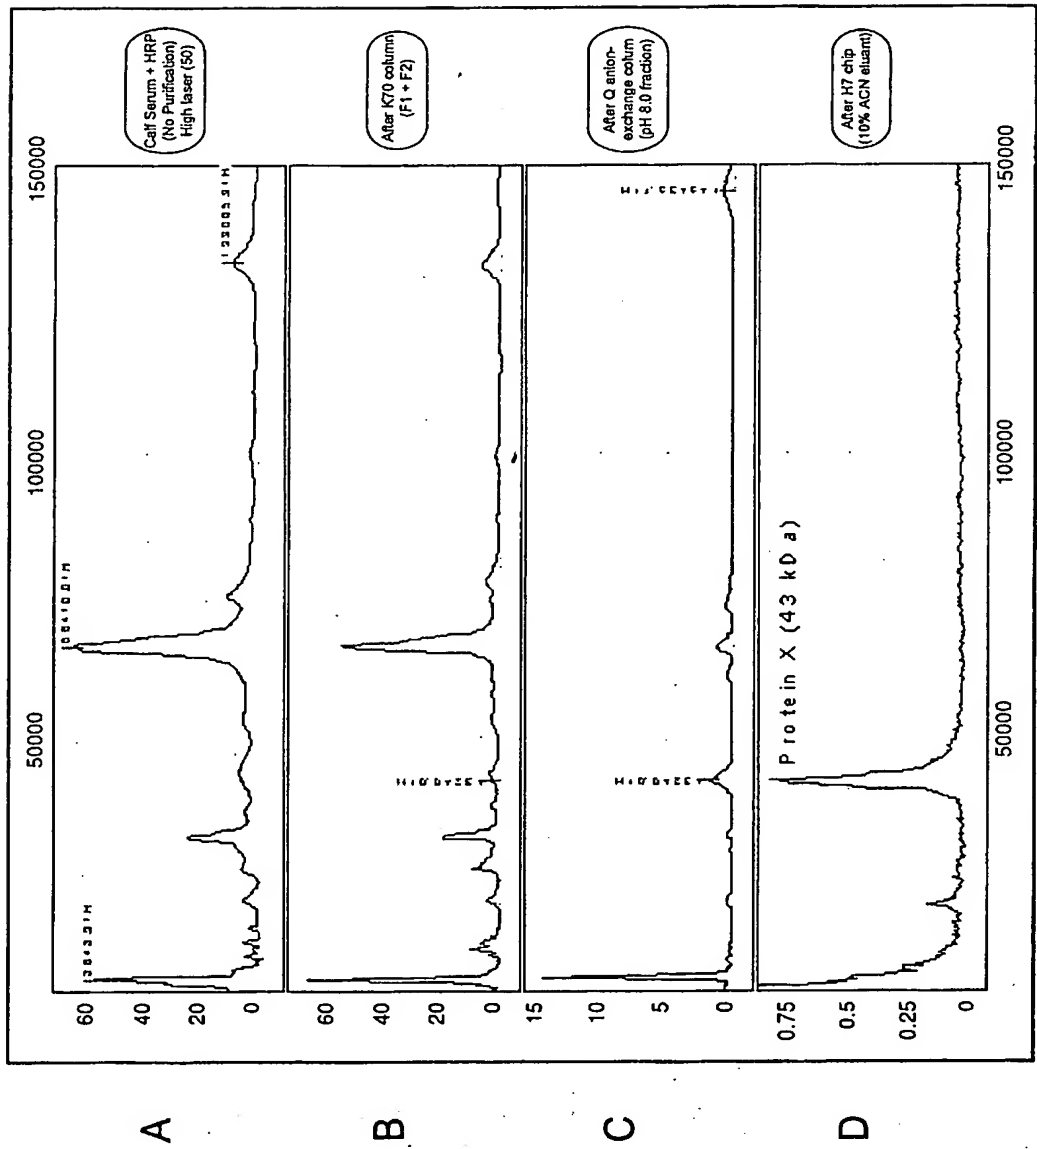 A
B
C
D
50000
100000
150000
60
40
20
0
Calf Serum + HRP
(No Purification)
High laser (50)
60
40
20
0
After K70 column
(F1 + F2)
15
10
5
0
After Q anion-
exchange colum
(pH 8.0 fraction)
0.75
0.5
0.25
0
Protein X (43 kDa)
After H7 chip
(10% ACN eluant)
50000
100000
150000